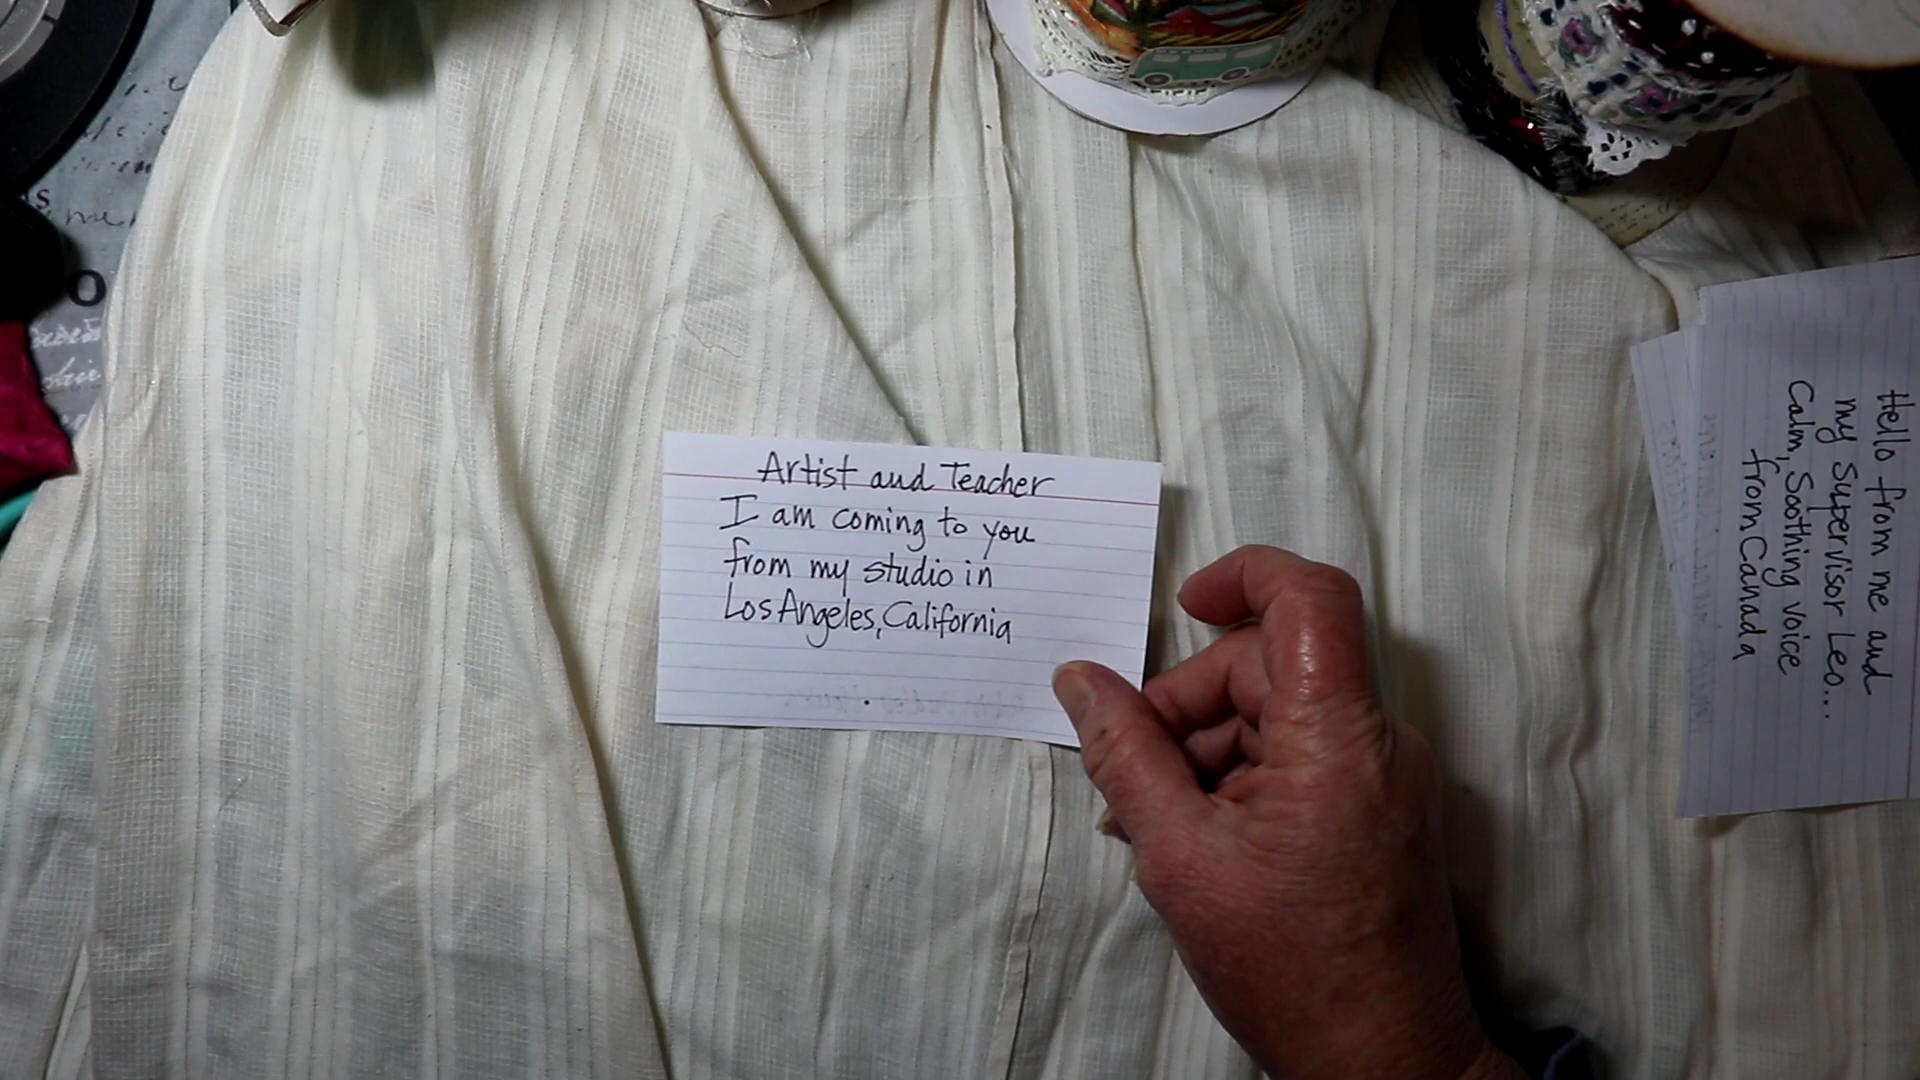 Artist and Teacher
I am coming to you
from my studio in
Los Angeles, California
Hello from me and
my Supervisor Leo...
Calm, Soothing voice
from Canada